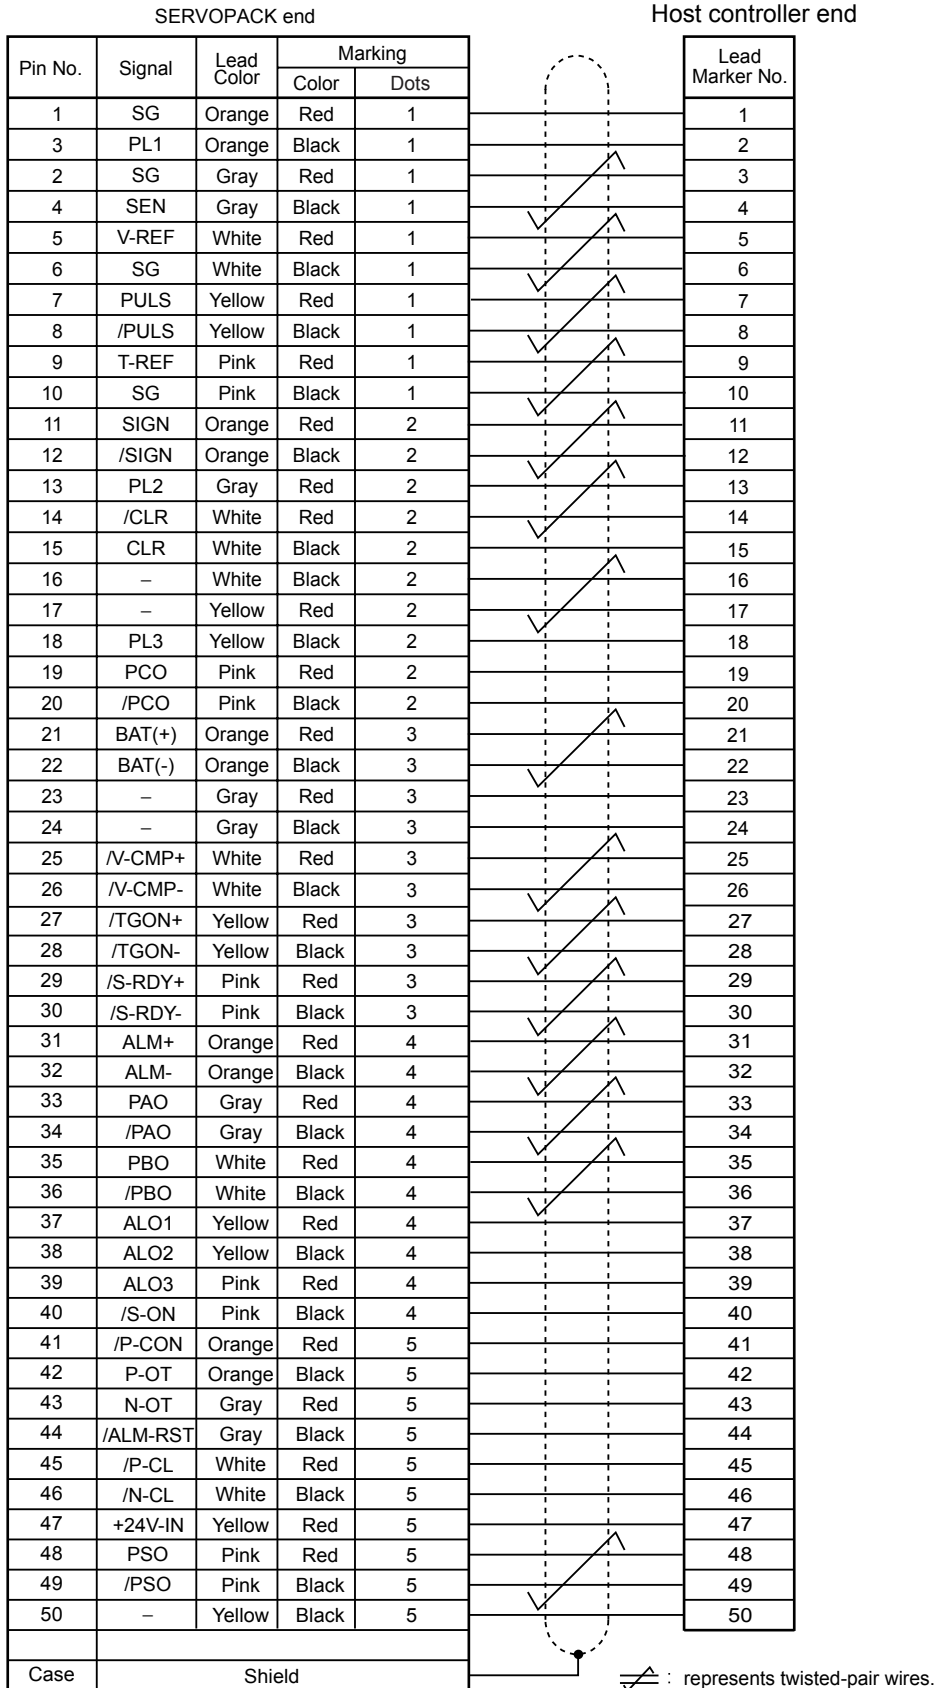 SERVOPACK end Host controller end
Pin No. Signal Lead Color Marking Lead Marker No.
Color Dots
1 SG Orange Red 1 1
3 PL1 Orange Black 1 2
2 SG Gray Red 1 3
4 SEN Gray Black 1 4
5 V-REF White Red 1 5
6 SG White Black 1 6
7 PULS Yellow Red 1 7
8 /PULS Yellow Black 1 8
9 T-REF Pink Red 1 9
10 SG Pink Black 1 10
11 SIGN Orange Red 2 11
12 /SIGN Orange Black 2 12
13 PL2 Gray Red 2 13
14 /CLR White Red 2 14
15 CLR White Black 2 15
16 – White Black 2 16
17 – Yellow Red 2 17
18 PL3 Yellow Black 2 18
19 PCO Pink Red 2 19
20 /PCO Pink Black 2 20
21 BAT(+) Orange Red 3 21
22 BAT(-) Orange Black 3 22
23 – Gray Red 3 23
24 – Gray Black 3 24
25 /V-CMP+ White Red 3 25
26 /V-CMP- White Black 3 26
27 /TGON+ Yellow Red 3 27
28 /TGON- Yellow Black 3 28
29 /S-RDY+ Pink Red 3 29
30 /S-RDY- Pink Black 3 30
31 ALM+ Orange Red 4 31
32 ALM- Orange Black 4 32
33 PAO Gray Red 4 33
34 /PAO Gray Black 4 34
35 PBO White Red 4 35
36 /PBO White Black 4 36
37 ALO1 Yellow Red 4 37
38 ALO2 Yellow Black 4 38
39 ALO3 Pink Red 4 39
40 /S-ON Pink Black 4 40
41 /P-CON Orange Red 5 41
42 P-OT Orange Black 5 42
43 N-OT Gray Red 5 43
44 /ALM-RST Gray Black 5 44
45 /P-CL White Red 5 45
46 /N-CL White Black 5 46
47 +24V-IN Yellow Red 5 47
48 PSO Pink Red 5 48
49 /PSO Pink Black 5 49
50 – Yellow Black 5 50
Case Shield
: represents twisted-pair wires.